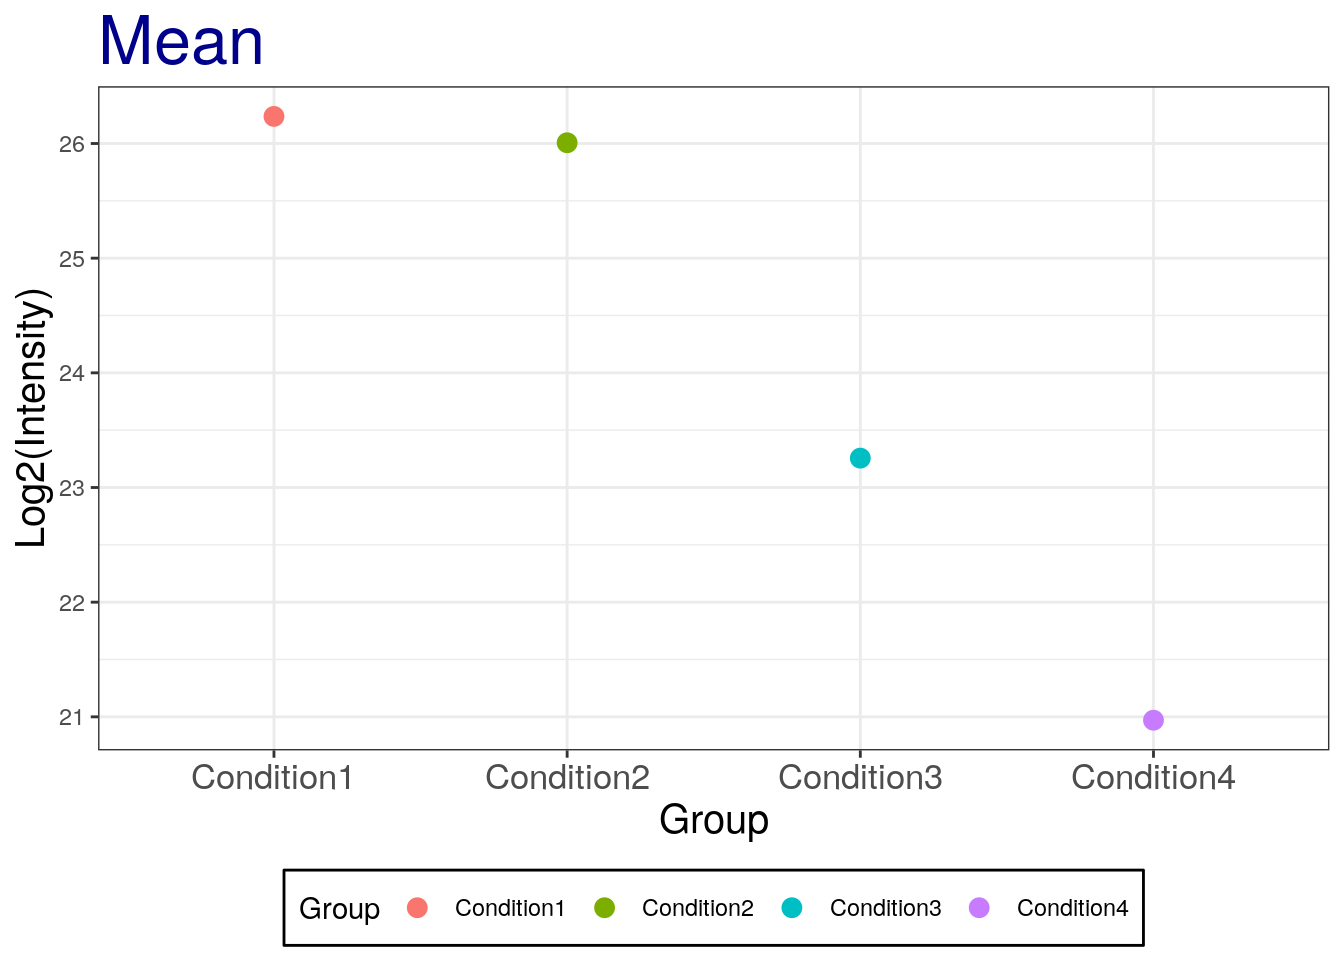 Mean
Log2(Intensity)
26
25
24
23
22
21
Condition1 Condition2 Condition3 Condition4
Group
Group Condition1 Condition2 Condition3 Condition4